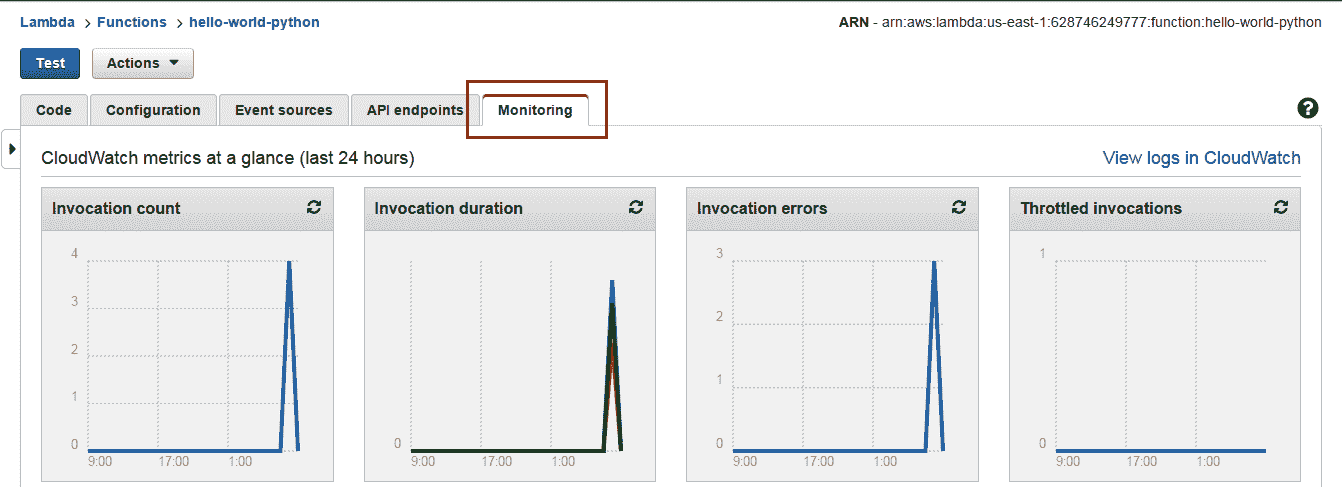 Lambda > Functions > hello-world-python ARN - arn:aws:lambda:us-east-1:628746249777:function:hello-world-python
Test Actions
Code Configuration Event sources API endpoints Monitoring ?
CloudWatch metrics at a glance (last 24 hours) View logs in CloudWatch
Invocation count Invocation duration Invocation errors Throttled invocations
4 3 1
3
2
2
1
1
0 0 0 0
9:00 17:00 1:00 9:00 17:00 1:00 9:00 17:00 1:00 9:00 17:00 1:00